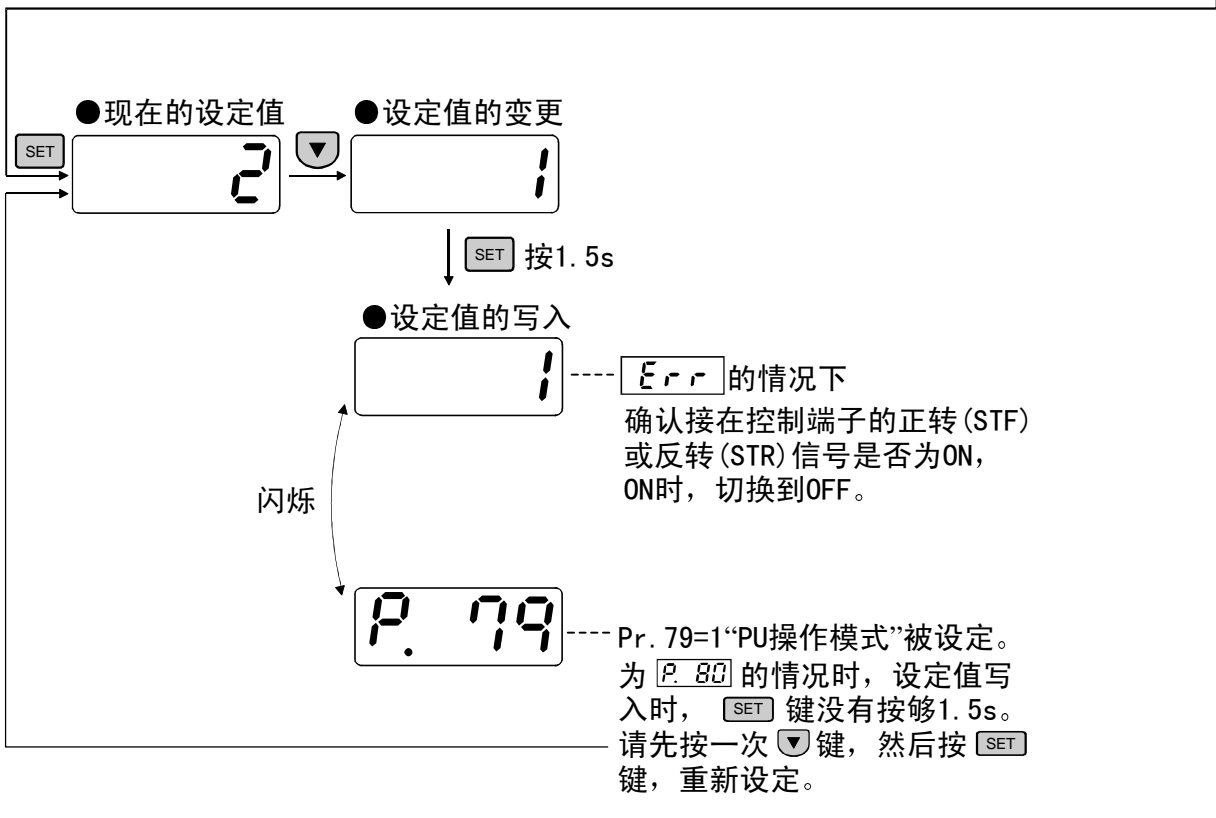 ●现在的设定值
●设定值的变更
SET
2
▼
1
SET 按1.5s
●设定值的写入
1
Err 的情况下
确认接在控制端子的正转(STF)
或反转(STR)信号是否为ON，
ON时，切换到OFF。
闪烁
P. 79
Pr.79=1“PU操作模式”被设定。
为 P. 80 的情况时，设定值写
入时， SET 键没有按够1.5s。
请先按一次 ▼ 键，然后按 SET
键，重新设定。